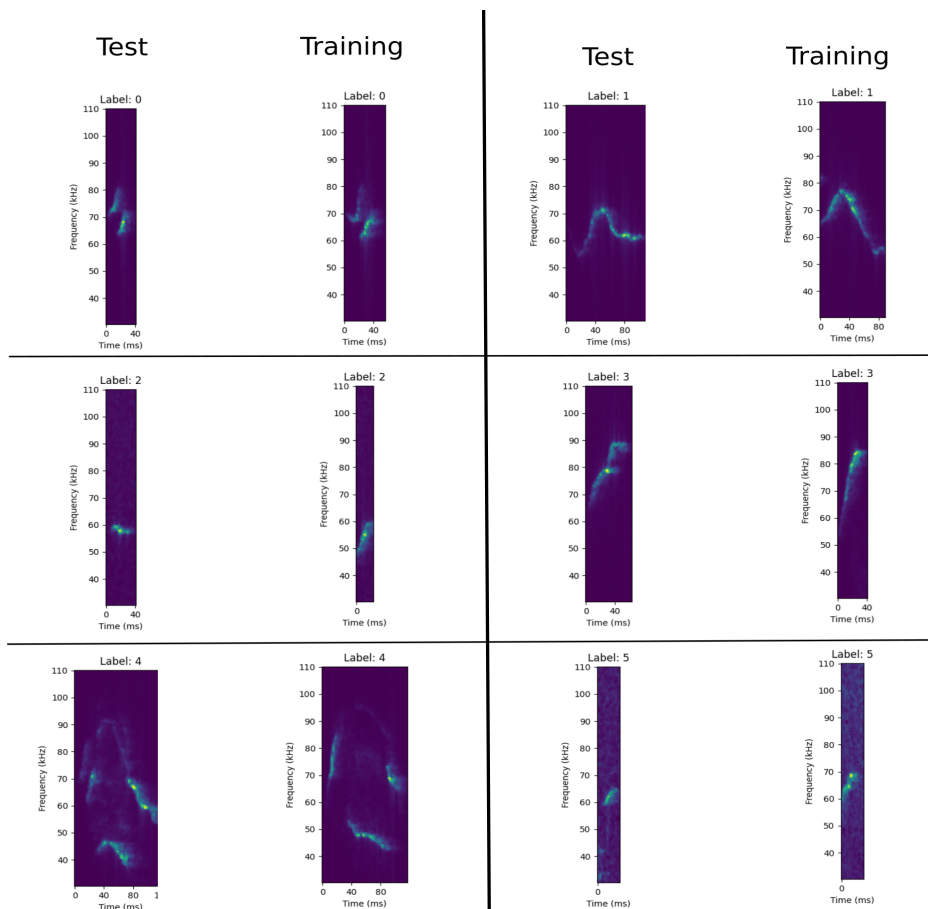 Test
Training
Test
Training
Label: 0
110
100
90
80
70
60
50
40
Frequency (kHz)
0 40
Time (ms)
Label: 0
110
100
90
80
70
60
50
40
Frequency (kHz)
0 40
Time (ms)
Label: 1
110
100
90
80
70
60
50
40
Frequency (kHz)
0 40 80
Time (ms)
Label: 1
110
100
90
80
70
60
50
40
Frequency (kHz)
0 40 80
Time (ms)
Label: 2
110
100
90
80
70
60
50
40
Frequency (kHz)
0 40
Time (ms)
Label: 2
110
100
90
80
70
60
50
40
Frequency (kHz)
0
Time (ms)
Label: 3
110
100
90
80
70
60
50
40
Frequency (kHz)
0 40
Time (ms)
Label: 3
110
100
90
80
70
60
50
40
Frequency (kHz)
0 40
Time (ms)
Label: 4
110
100
90
80
70
60
50
40
Frequency (kHz)
0 40 80 1
Time (ms)
Label: 4
110
100
90
80
70
60
50
40
Frequency (kHz)
0 40 80
Time (ms)
Label: 5
110
100
90
80
70
60
50
40
Frequency (kHz)
0
Time (ms)
Label: 5
110
100
90
80
70
60
50
40
Frequency (kHz)
0
Time (ms)